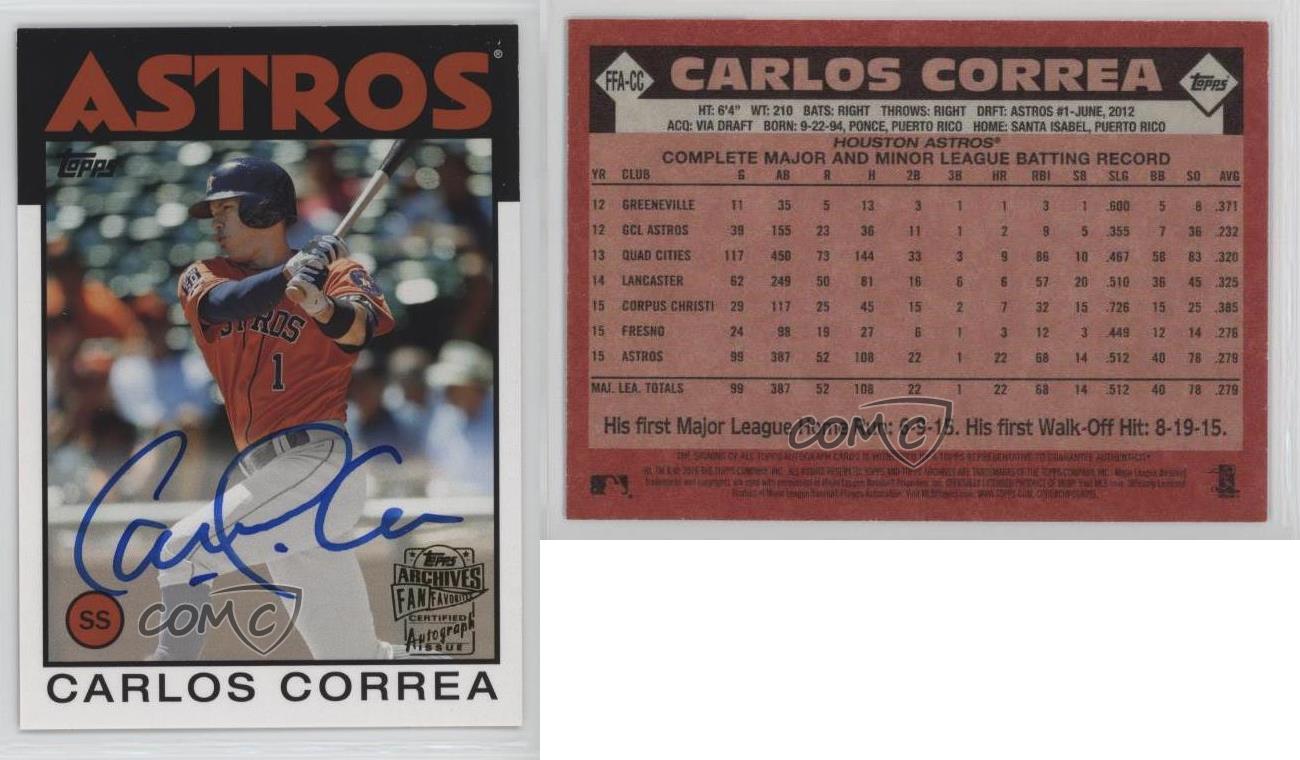 ASTROS®
Topps
ASTROS
1
Carlos Correa
Topps
ARCHIVES
FAN FAVORITES
CERTIFIED
Autograph
ISSUE
SS
COMC
CARLOS CORREA
FFA-CC
CARLOS CORREA
Topps
HT: 6'4" WT: 210 BATS: RIGHT THROWS: RIGHT DRFT: ASTROS #1-JUNE, 2012
ACQ: VIA DRAFT BORN: 9-22-94, PONCE, PUERTO RICO HOME: SANTA ISABEL, PUERTO RICO
HOUSTON ASTROS®
COMPLETE MAJOR AND MINOR LEAGUE BATTING RECORD
YR CLUB G AB R H 2B 3B HR RBI SB SLG BB SO AVG
12 GREENEVILLE 11 35 5 13 3 1 1 3 1 .600 5 8 .371
12 GCL ASTROS 39 155 23 36 11 1 2 9 5 .355 7 36 .232
13 QUAD CITIES 117 450 73 144 33 3 9 86 10 .467 58 83 .320
14 LANCASTER 62 249 50 81 16 6 6 57 20 .510 36 45 .325
15 CORPUS CHRISTI 29 117 25 45 15 2 7 32 15 .726 15 25 .385
15 FRESNO 24 98 19 27 6 1 3 12 3 .449 12 14 .276
15 ASTROS 99 387 52 108 22 1 22 68 14 .512 40 78 .279
MAJ. LEA. TOTALS 99 387 52 108 22 1 22 68 14 .512 40 78 .279
His first Major League Home Run: 6-9-15. His first Walk-Off Hit: 8-19-15.
COMC